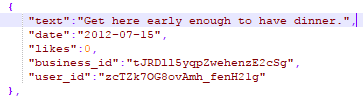 {
"text":"Get here early enough to have dinner.",
"date":"2012-07-15",
"likes":0,
"business_id":"tJRDll5yqpZwehenzE2cSg",
"user_id":"zcTZk7OG8ovAmh_fenH21g"
},